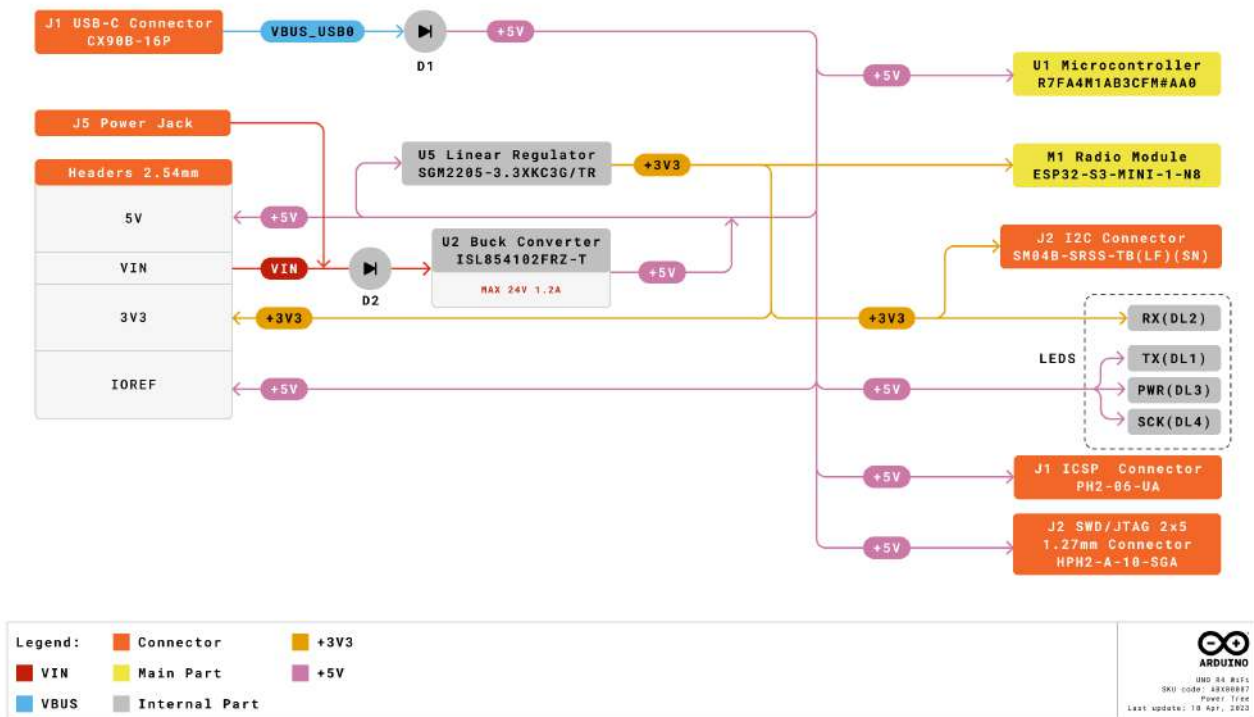 J1 USB-C Connector
CX90B-16P
VBUS_USB0
+5V
D1
+5V
U1 Microcontroller
R7FA4M1AB3CFM#AA0
J5 Power Jack
U5 Linear Regulator
SGM2205-3.3XKC3G/TR
+3V3
M1 Radio Module
ESP32-S3-MINI-1-N8
Headers 2.54mm
5V
+5V
U2 Buck Converter
ISL854102FRZ-T
MAX 24V 1.2A
+5V
J2 I2C Connector
SM04B-SRSS-TB(LF)(SN)
VIN
VIN
D2
3V3
+3V3
+3V3
RX(DL2)
LEDS
TX(DL1)
PWR(DL3)
SCK(DL4)
IOREF
+5V
+5V
+5V
J1 ICSP Connector
PH2-06-UA
+5V
J2 SWD/JTAG 2x5
1.27mm Connector
HPH2-A-10-SGA
Legend:
Connector
+3V3
VIN
Main Part
+5V
VBUS
Internal Part
ARDUINO
UNO R4 WiFi
SKU code: ABX00087
Power Tree
Last update: 10 Apr, 2023